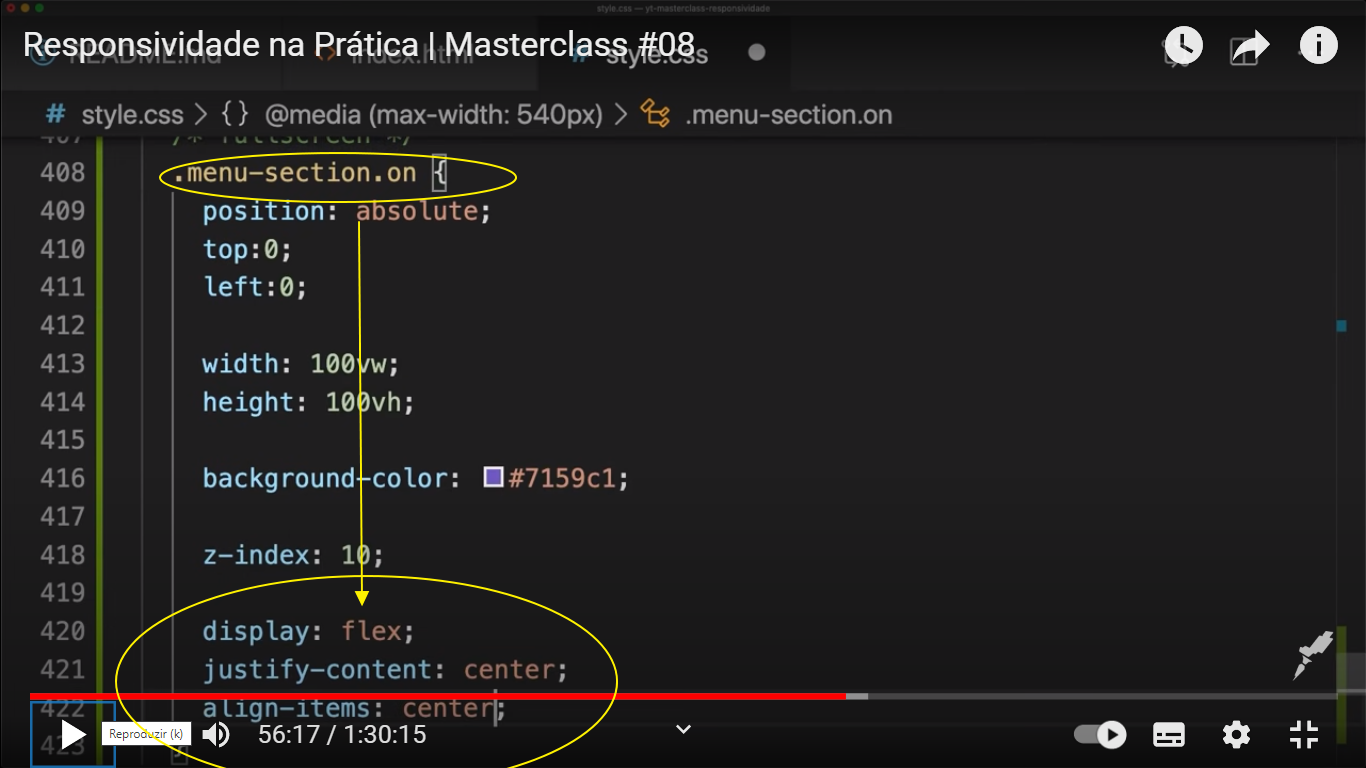 style.css — yt-masterclass-responsividade
Responsividade na Prática | Masterclass #08
README.md index.html # style.css
# style.css > {} @media (max-width: 540px) > .menu-section.on
407 /* fullscreen */
408 .menu-section.on {
409 position: absolute;
410 top:0;
411 left:0;
412
413 width: 100vw;
414 height: 100vh;
415
416 background-color: #7159c1;
417
418 z-index: 10;
419
420 display: flex;
421 justify-content: center;
422 align-items: center;
423 }
Reproduzir (k) 56:17 / 1:30:15